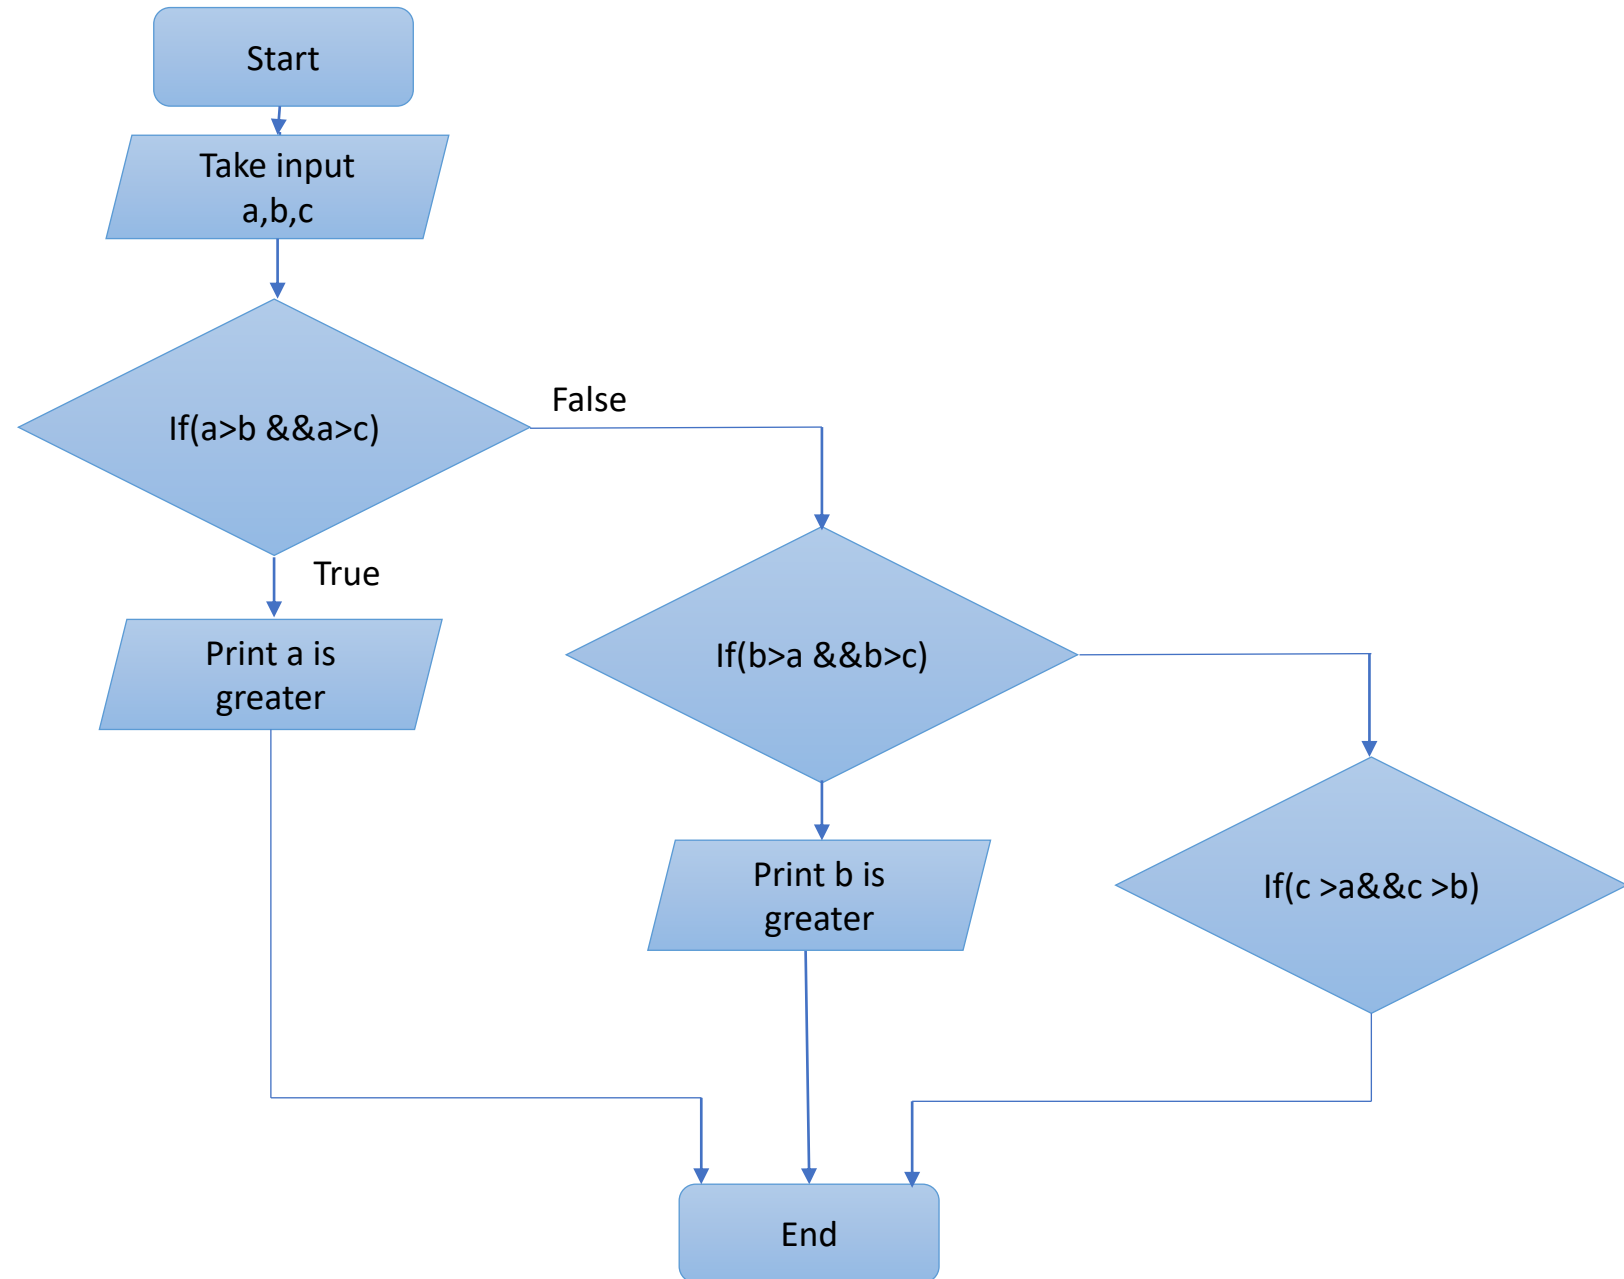 Start
Take input
a,b,c
If(a>b &&a>c)
False
True
Print a is
greater
If(b>a &&b>c)
Print b is
greater
If(c >a&&c >b)
End